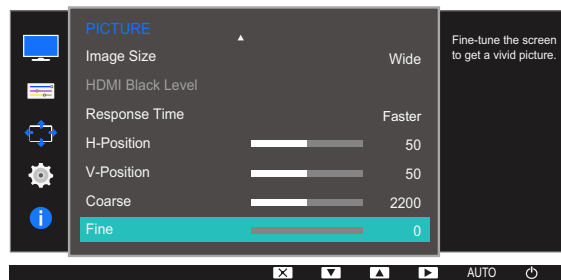 PICTURE
Image Size Wide
HDMI Black Level
Response Time Faster
H-Position 50
V-Position 50
Coarse 2200
Fine 0
Fine-tune the screen
to get a vivid picture.
AUTO